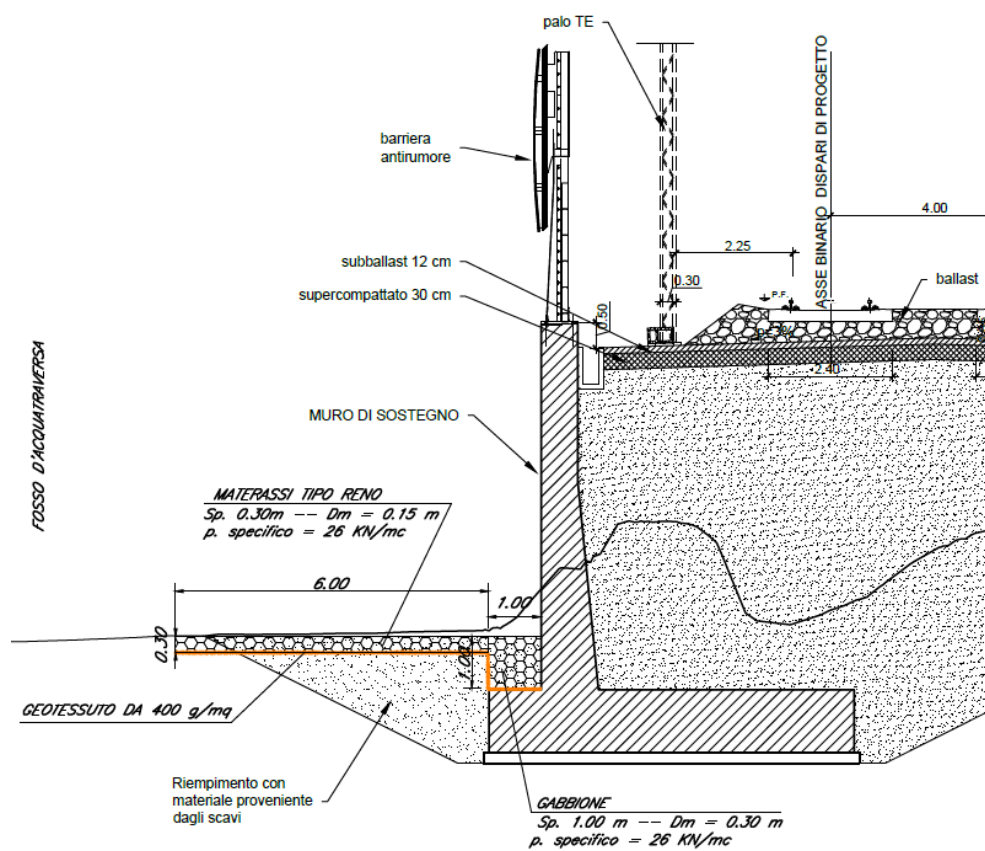 palo TE
barriera
antirumore
ASSE BINARIO DISPARI DI PROGETTO
4.00
2.25
subballast 12 cm
0.30
supercompattato 30 cm
P.F.
ballast
0.50
2.40
FOSSO D'ACQUATRAVERSA
MURO DI SOSTEGNO
MATERASSI TIPO RENO
Sp. 0.30m -- Dm = 0.15 m
p. specifico = 26 KN/mc
6.00
1.00
0.30
1.00
GEOTESSUTO DA 400 g/mq
Riempimento con
materiale proveniente
dagli scavi
GABBIONE
Sp. 1.00 m -- Dm = 0.30 m
p. specifico = 26 KN/mc